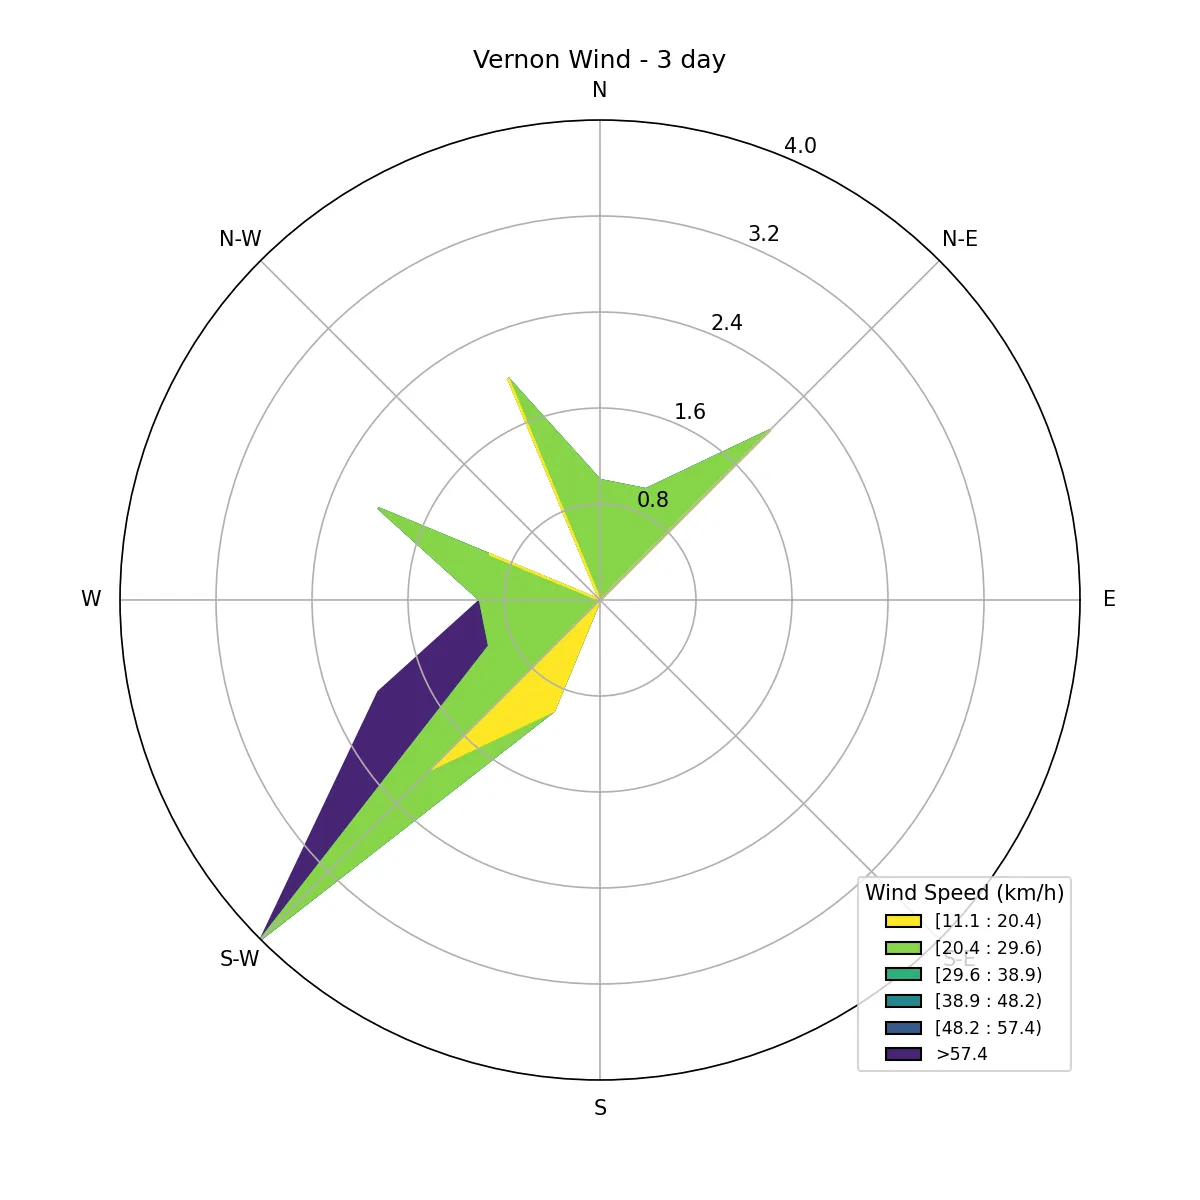 Vernon Wind - 3 day
N
4.0
3.2
N-W
N-E
2.4
1.6
0.8
W
E
S-W
S-E
S
Wind Speed (km/h)
[11.1 : 20.4)
[20.4 : 29.6)
[29.6 : 38.9)
[38.9 : 48.2)
[48.2 : 57.4)
>57.4